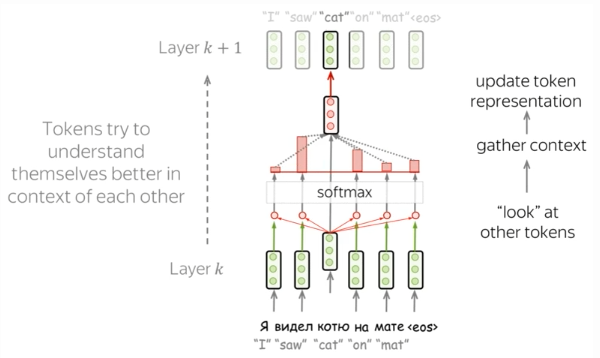 "I" "saw" "cat" "on" "mat" <eos>
Layer k + 1
Tokens try to
understand
themselves better in
context of each other
update token
representation
gather context
"look" at
other tokens
softmax
Layer k
Я видел котю на мате <eos>
"I" "saw" "cat" "on" "mat"